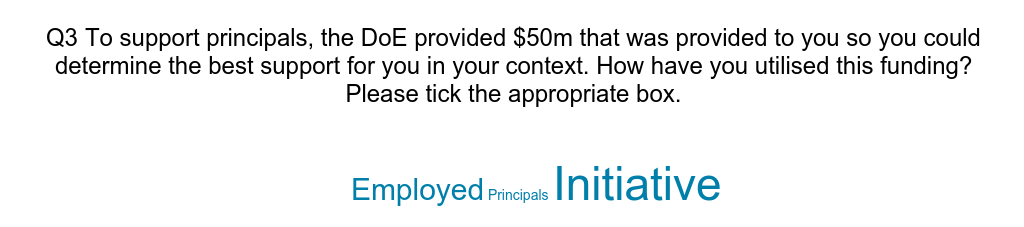 Q3 To support principals, the DoE provided $50m that was provided to you so you could
determine the best support for you in your context. How have you utilised this funding?
Please tick the appropriate box.
Employed Principals Initiative